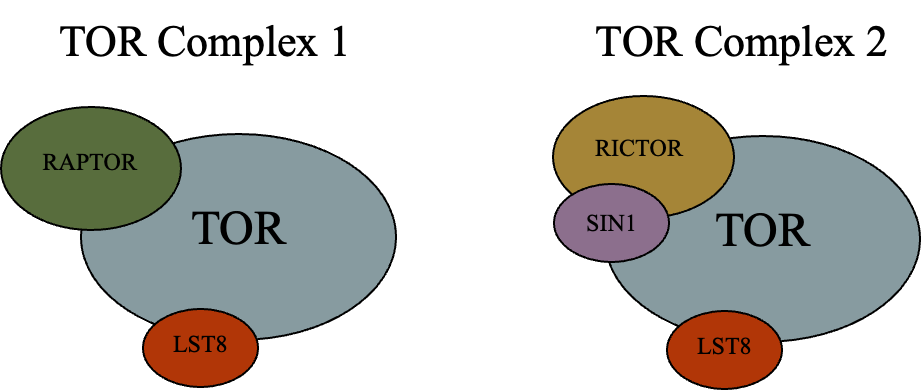 TOR Complex 1
TOR Complex 2
RAPTOR
TOR
LST8
RICTOR
SIN1
TOR
LST8